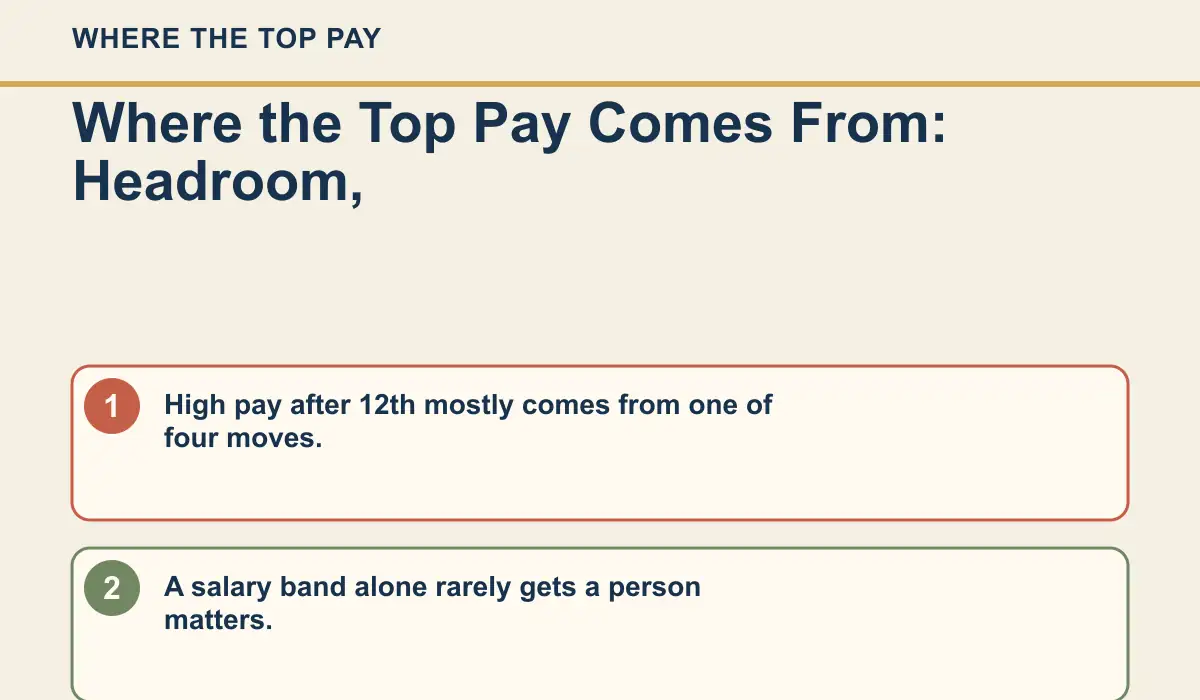 WHERE THE TOP PAY
Where the Top Pay Comes From:
Headroom,
1
High pay after 12th mostly comes from one of
four moves.
2
A salary band alone rarely gets a person
matters.